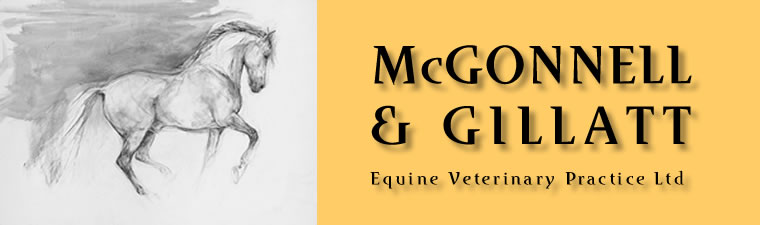 McGONNELL
& GILLATT
Equine Veterinary Practice Ltd